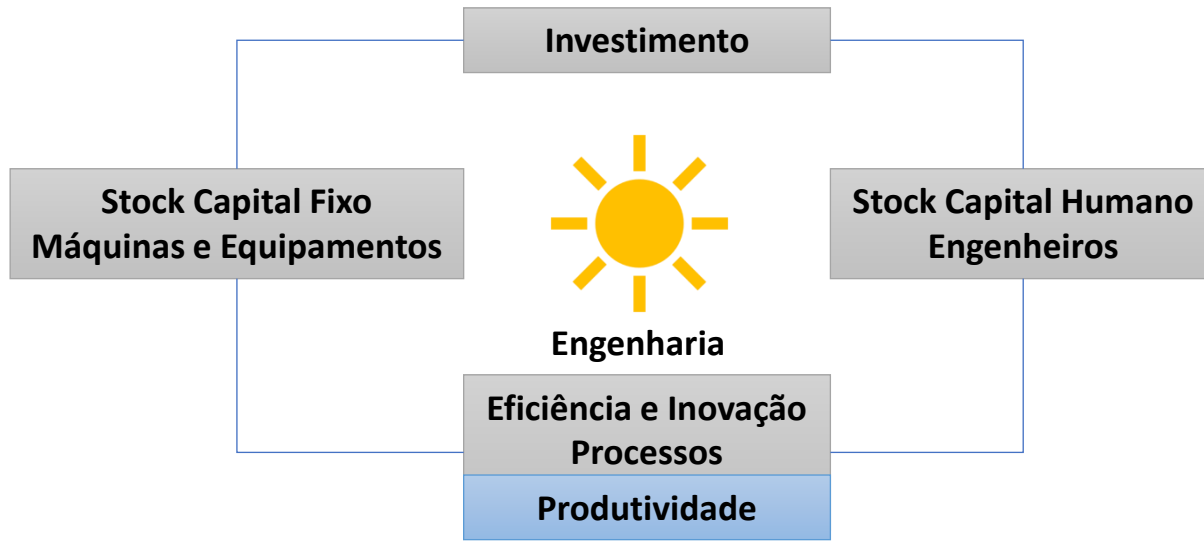 Investimento
Stock Capital Fixo
Máquinas e Equipamentos
Stock Capital Humano
Engenheiros
Engenharia
Eficiência e Inovação
Processos
Produtividade